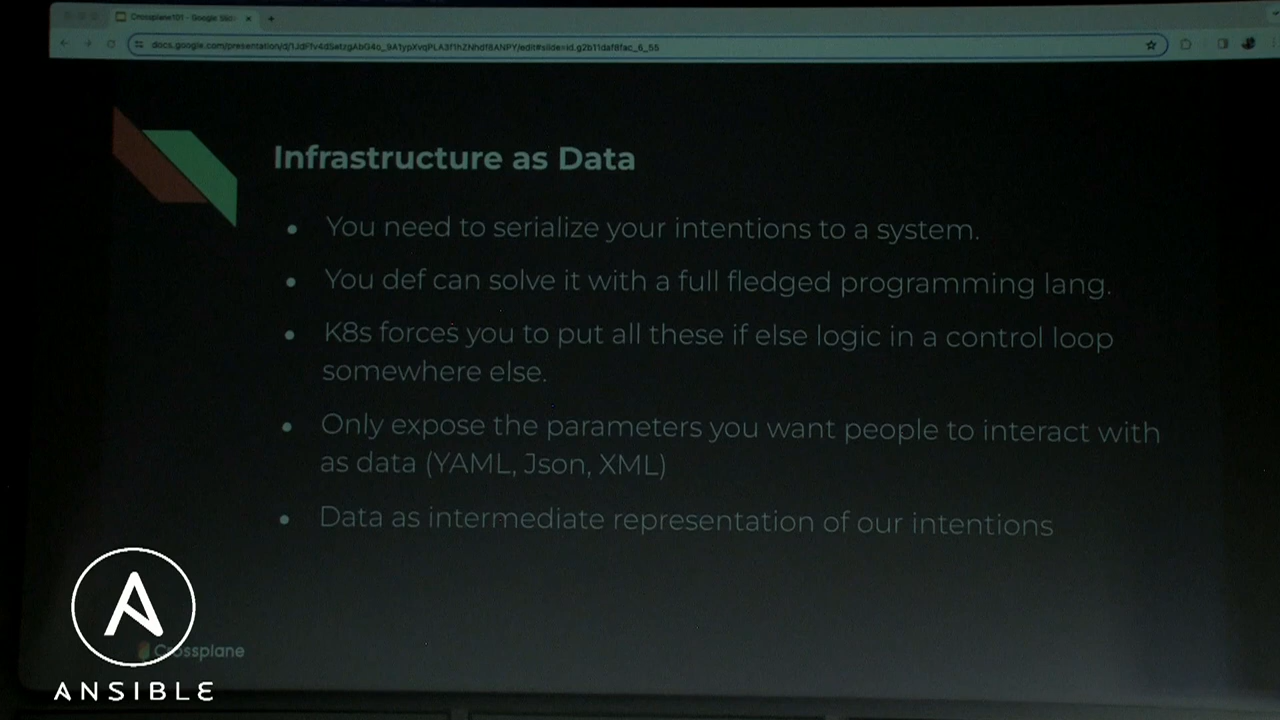 Crossplane101 - Google Slid
Infrastructure as Data
You need to serialize your intentions to a system.
You def can solve it with a full fledged programming lang.
K8s forces you to put all these if else logic in a control loop
somewhere else.
Only expose the parameters you want people to interact with
as data (YAML, Json, XML)
Data as intermediate representation of our intentions
Crossplane
ANSIBLE